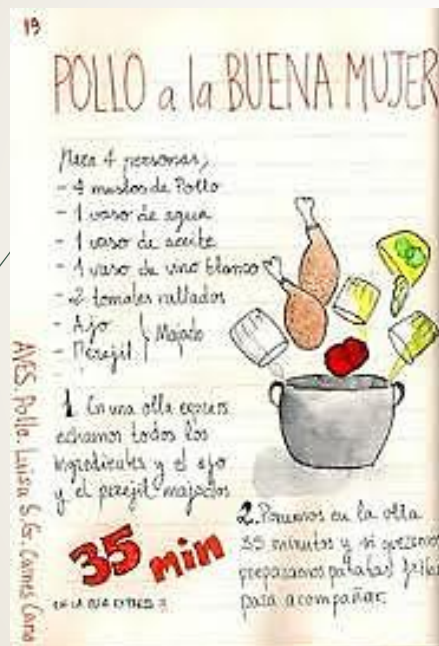 19
POLLO a la BUENA MUJER
Para 4 personas,
- 4 muslos de Pollo
- 1 vaso de agua
- 1 vaso de aceite
- 1 vaso de vino blanco
- 2 tomates rallados
- Ajo
- Perejil } Majado
1 En una olla express
echamos todos los
ingredientes y el ajo
y el perejil majados
35 min
2. Ponemos en la olla
35 minutos y si queremos
preparamos patatas fritas
para acompañar.
AVES. Pollo. Luisa S.G. Carnes